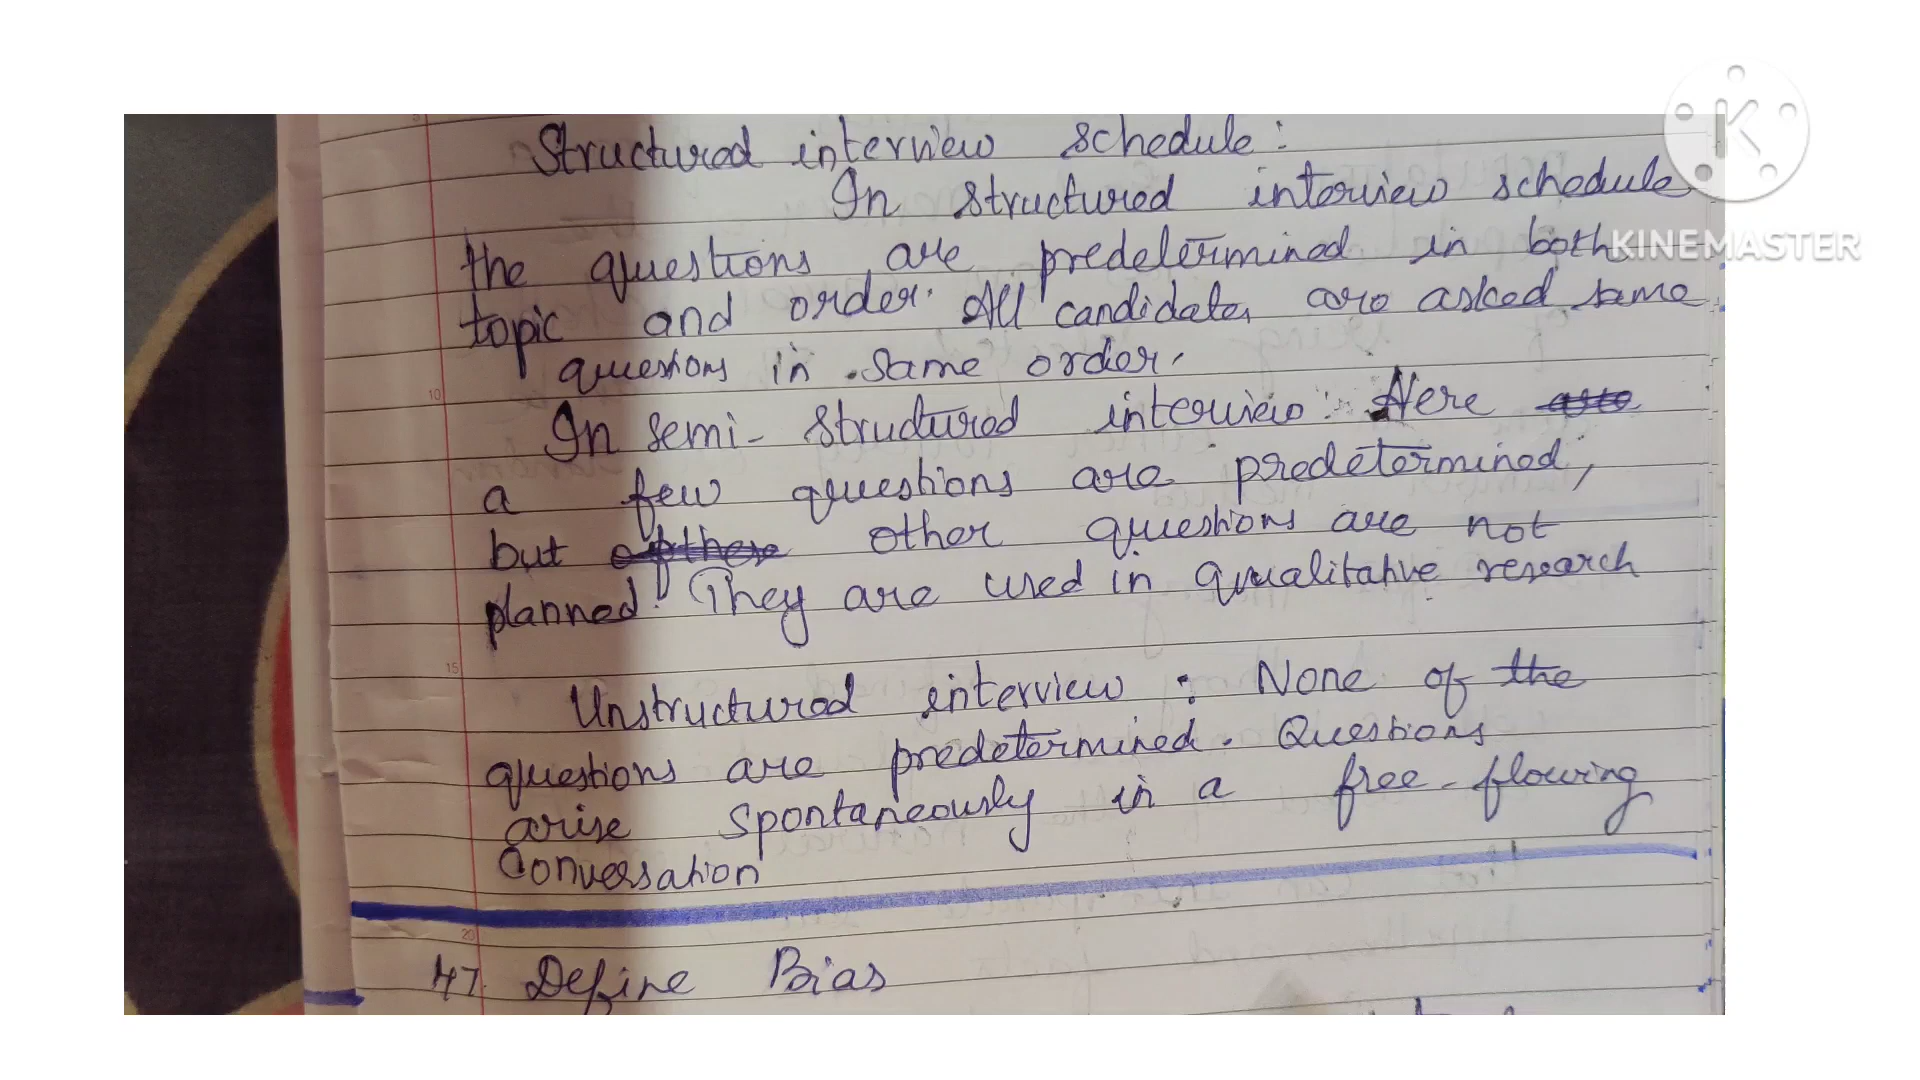 Structured interview schedule:
In structured interview schedule
the questions are predetermined in both
topic and order. All candidates are asked same
questions in same order.
In semi-structured interview: Here
a few questions are predetermined,
but other questions are not
planned. They are used in qualitative research
Unstructured interview: None of the
questions are predetermined. Questions
arise spontaneously in a free-flowing
Conversation
47. Define Bias
10
15
20
K
KINEMASTER